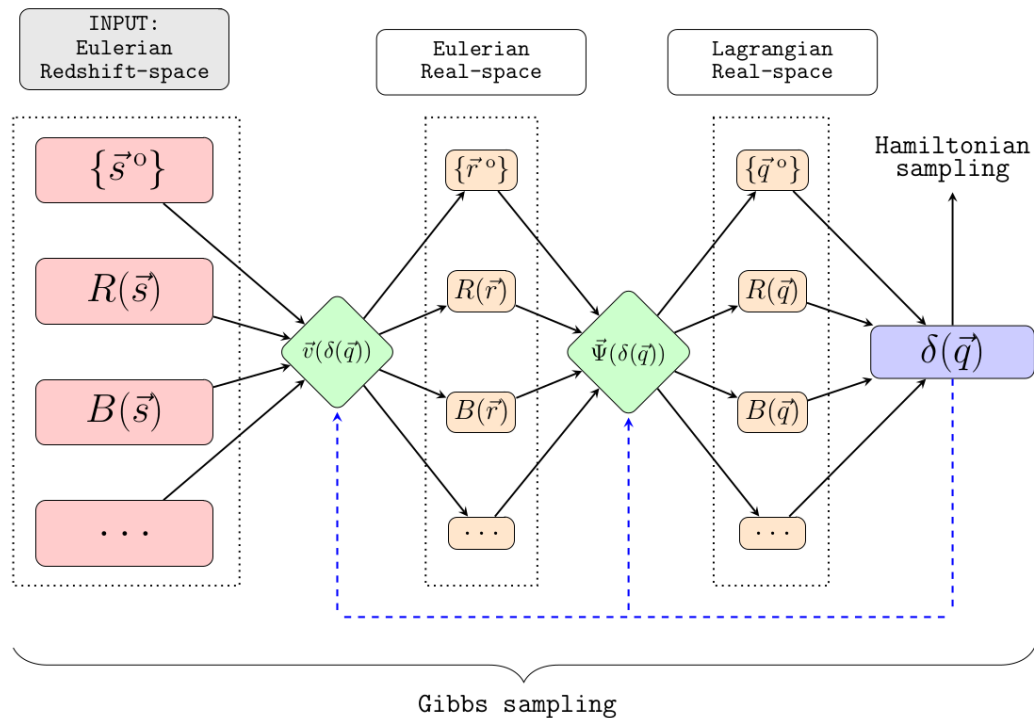 INPUT:
Eulerian
Redshift-space
Eulerian
Real-space
Lagrangian
Real-space
{s⃗ ᵒ}
R(s⃗)
B(s⃗)
···
v⃗(δ(q⃗))
{r⃗ ᵒ}
R(r⃗)
B(r⃗)
···
Ψ⃗(δ(q⃗))
{q⃗ ᵒ}
R(q⃗)
B(q⃗)
···
Hamiltonian
sampling
δ(q⃗)
Gibbs sampling